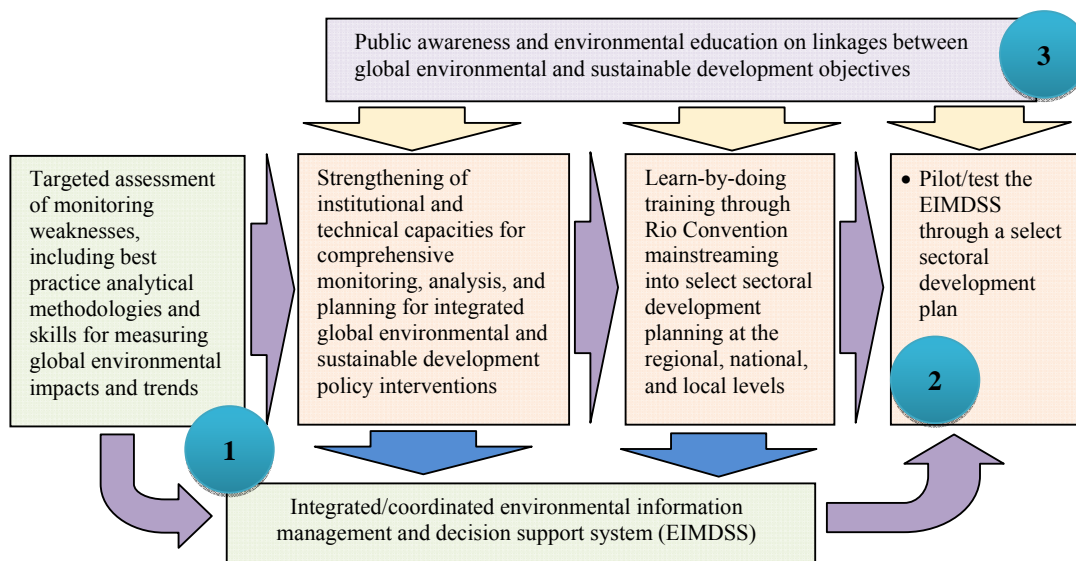 Public awareness and environmental education on linkages between
global environmental and sustainable development objectives
3
Targeted assessment
of monitoring
weaknesses,
including best
practice analytical
methodologies and
skills for measuring
global environmental
impacts and trends
1
Strengthening of
institutional and
technical capacities for
comprehensive
monitoring, analysis, and
planning for integrated
global environmental and
sustainable development
policy interventions
Learn-by-doing
training through
Rio Convention
mainstreaming
into select sectoral
development
planning at the
regional, national,
and local levels
• Pilot/test the
EIMDSS
through a select
sectoral
development
plan
2
Integrated/coordinated environmental information
management and decision support system (EIMDSS)